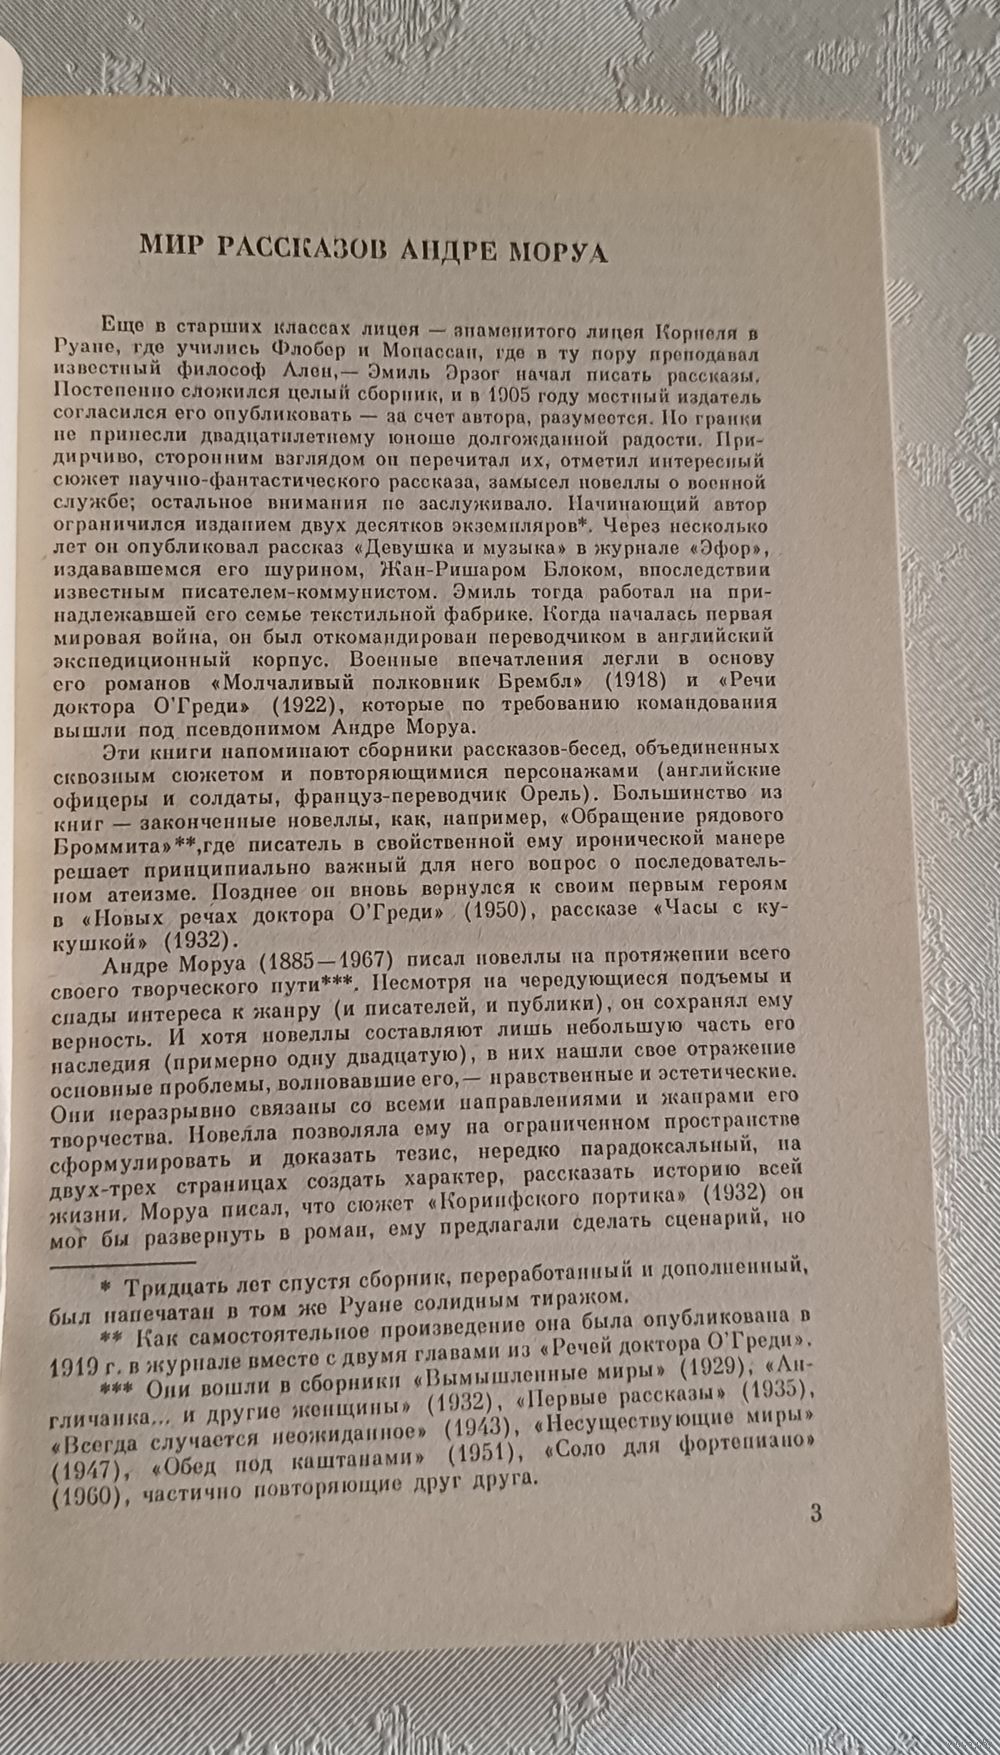 МИР РАССКАЗОВ АНДРЕ МОРУА
Еще в старших классах лицея — знаменитого лицея Корнеля в
Руане, где учились Флобер и Мопассан, где в ту пору преподавал
известный философ Ален,— Эмиль Эрзог начал писать рассказы.
Постепенно сложился целый сборник, и в 1905 году местный издатель
согласился его опубликовать — за счет автора, разумеется. Но гранки
не принесли двадцатилетнему юноше долгожданной радости. При-
дирчиво, сторонним взглядом он перечитал их, отметил интересный
сюжет научно-фантастического рассказа, замысел новеллы о военной
службе; остальное внимания не заслуживало. Начинающий автор
ограничился изданием двух десятков экземпляров*. Через несколько
лет он опубликовал рассказ «Девушка и музыка» в журнале «Эфор»,
издававшемся его шурином, Жан-Ришаром Блоком, впоследствии
известным писателем-коммунистом. Эмиль тогда работал на при-
надлежавшей его семье текстильной фабрике. Когда началась первая
мировая война, он был откомандирован переводчиком в английский
экспедиционный корпус. Военные впечатления легли в основу
его романов «Молчаливый полковник Брембл» (1918) и «Речи
доктора О'Греди» (1922), которые по требованию командования
вышли под псевдонимом Андре Моруа.
Эти книги напоминают сборники рассказов-бесед, объединенных
сквозным сюжетом и повторяющимися персонажами (английские
офицеры и солдаты, француз-переводчик Орель). Большинство из
книг — законченные новеллы, как, например, «Обращение рядового
Броммита»**,где писатель в свойственной ему иронической манере
решает принципиально важный для него вопрос о последователь-
ном атеизме. Позднее он вновь вернулся к своим первым героям
в «Новых речах доктора О'Греди» (1950), рассказе «Часы с ку-
кушкой» (1932).
Андре Моруа (1885—1967) писал новеллы на протяжении всего
своего творческого пути***. Несмотря на чередующиеся подъемы и
спады интереса к жанру (и писателей, и публики), он сохранял ему
верность. И хотя новеллы составляют лишь небольшую часть его
наследия (примерно одну двадцатую), в них нашли свое отражение
основные проблемы, волновавшие его,— нравственные и эстетические.
Они неразрывно связаны со всеми направлениями и жанрами его
творчества. Новелла позволяла ему на ограниченном пространстве
сформулировать и доказать тезис, нередко парадоксальный, на
двух-трех страницах создать характер, рассказать историю всей
жизни. Моруа писал, что сюжет «Коринфского портика» (1932) он
мог бы развернуть в роман, ему предлагали сделать сценарий, но
* Тридцать лет спустя сборник, переработанный и дополненный,
был напечатан в том же Руане солидным тиражом.
** Как самостоятельное произведение она была опубликована в
1919 г. в журнале вместе с двумя главами из «Речей доктора О'Греди».
*** Они вошли в сборники «Вымышленные миры» (1929), «Ан-
гличанка... и другие женщины» (1932), «Первые рассказы» (1935),
«Всегда случается неожиданное» (1943), «Несуществующие миры»
(1947), «Обед под каштанами» (1951), «Соло для фортепиано»
(1960), частично повторяющие друг друга.
3